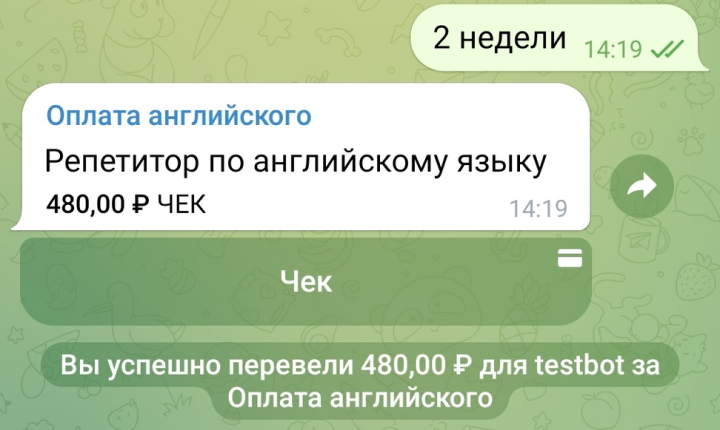 2 недели 14:19
Оплата английского
Репетитор по английскому языку
480,00 ₽ ЧЕК 14:19
Чек
Вы успешно перевели 480,00 ₽ для testbot за
Оплата английского